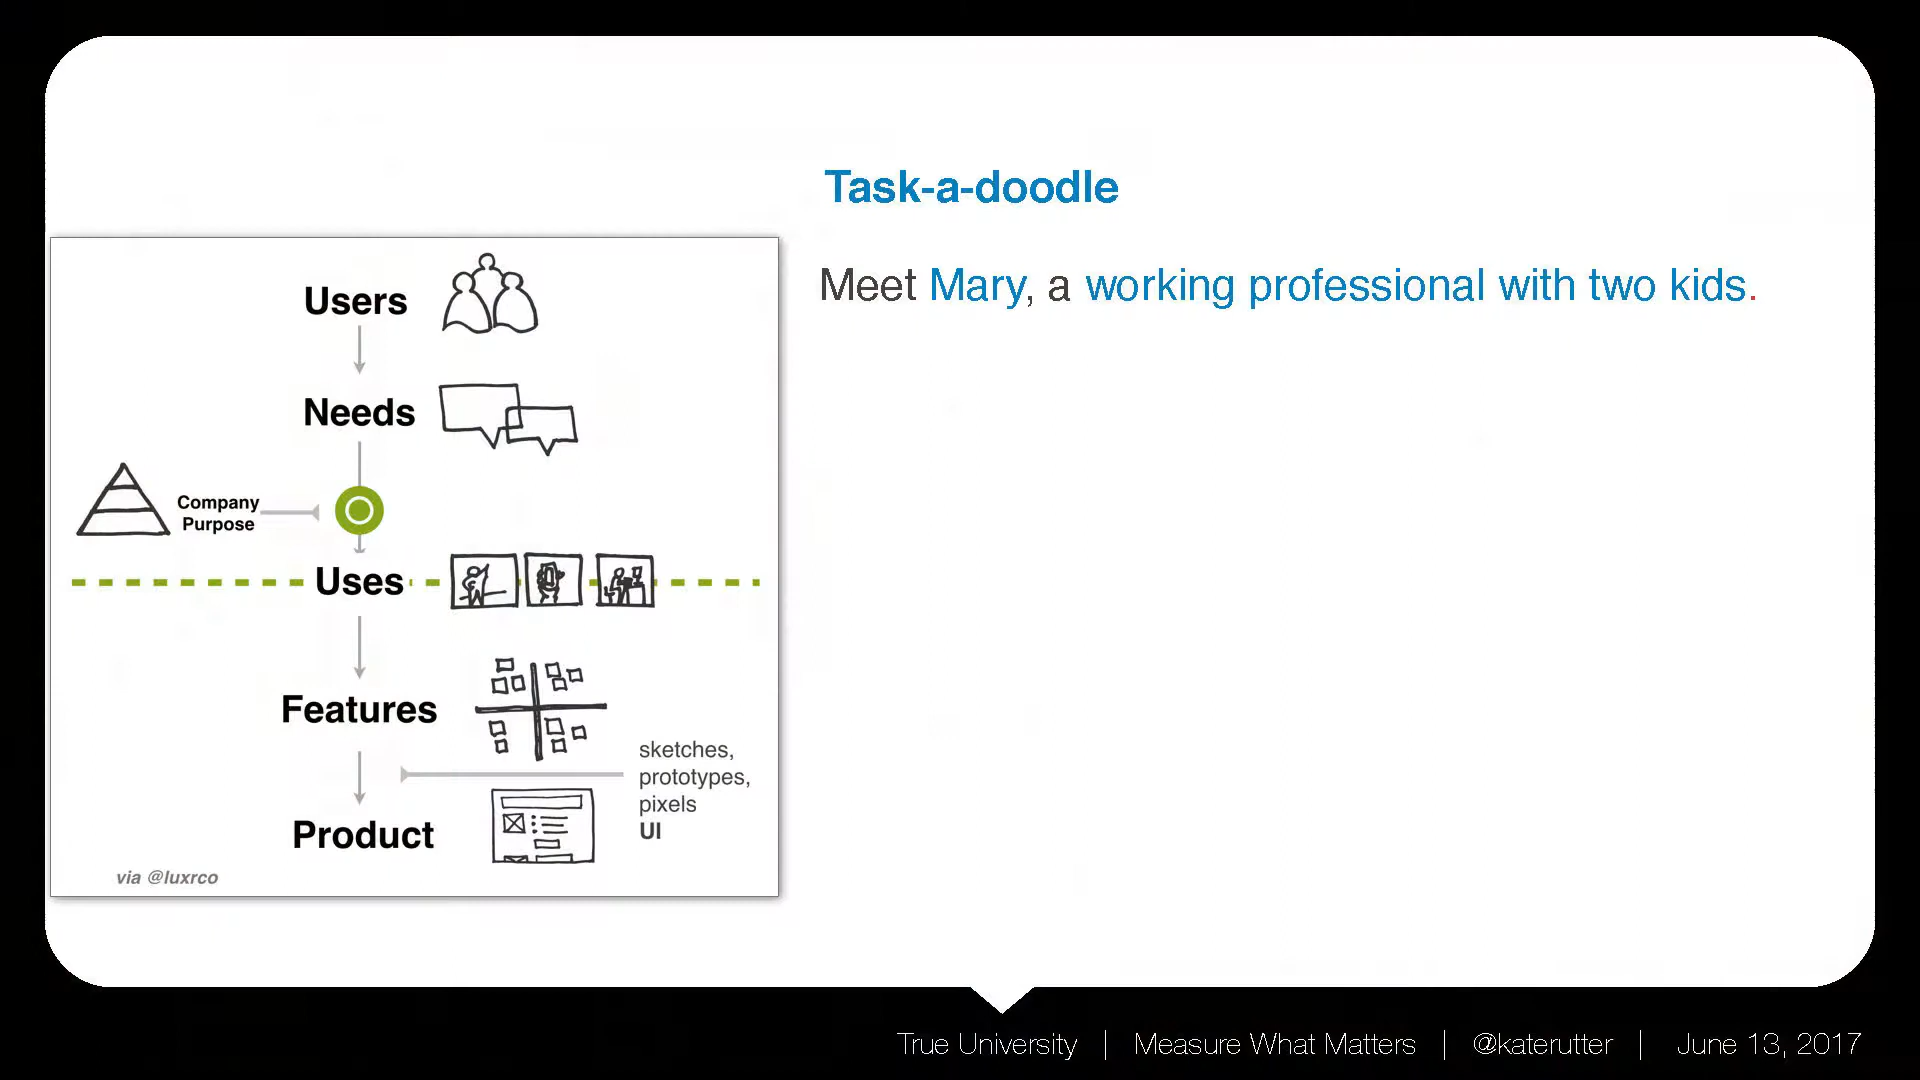 Task-a-doodle
Meet Mary, a working professional with two kids.
Users
Needs
Company
Purpose
Uses
Features
sketches,
prototypes,
pixels
UI
Product
via @luxrco
True University | Measure What Matters | @katerutter | June 13, 2017